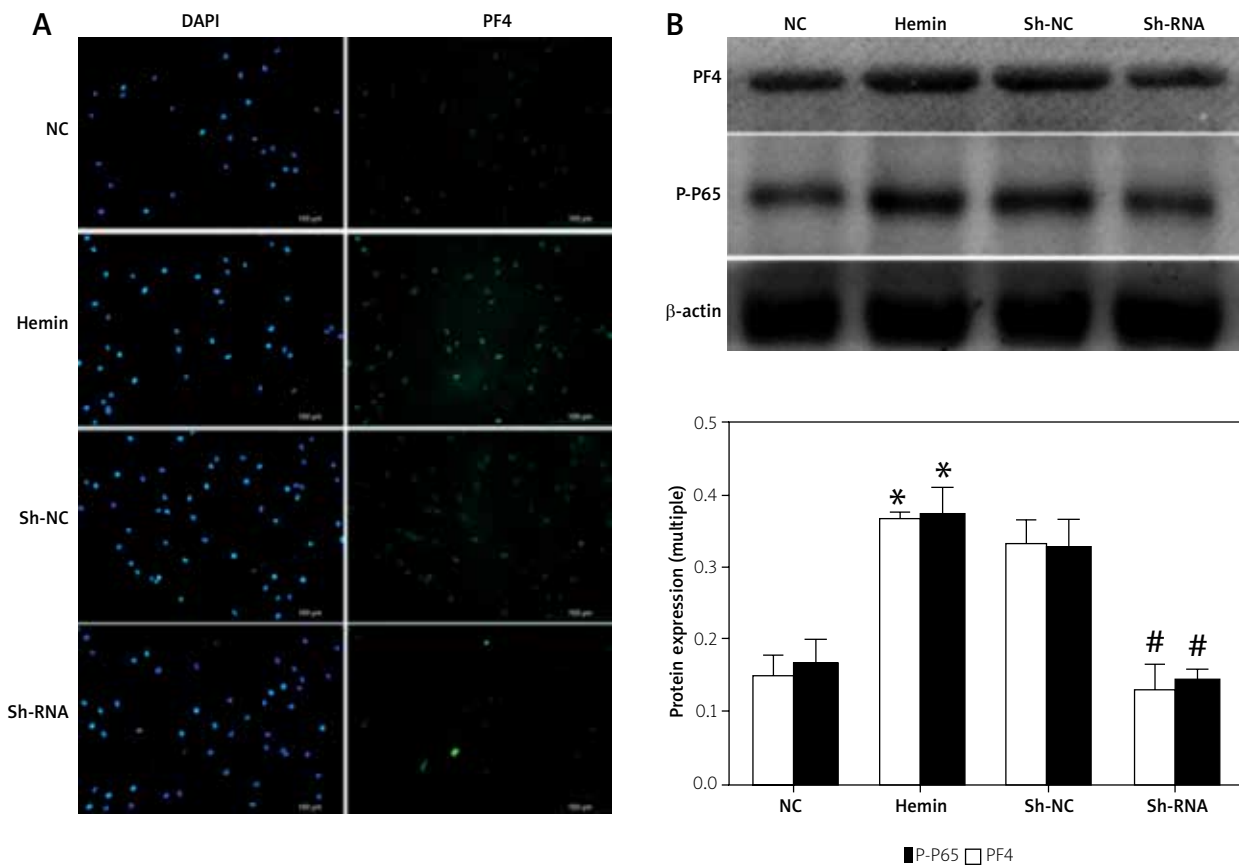 A
DAPI PF4
NC
Hemin
Sh-NC
Sh-RNA
B
NC Hemin Sh-NC Sh-RNA
PF4
P-P65
β-actin
Protein expression (multiple)
0.5
0.4
0.3
0.2
0.1
0.0
* *
# #
NC Hemin Sh-NC Sh-RNA
P-P65 PF4